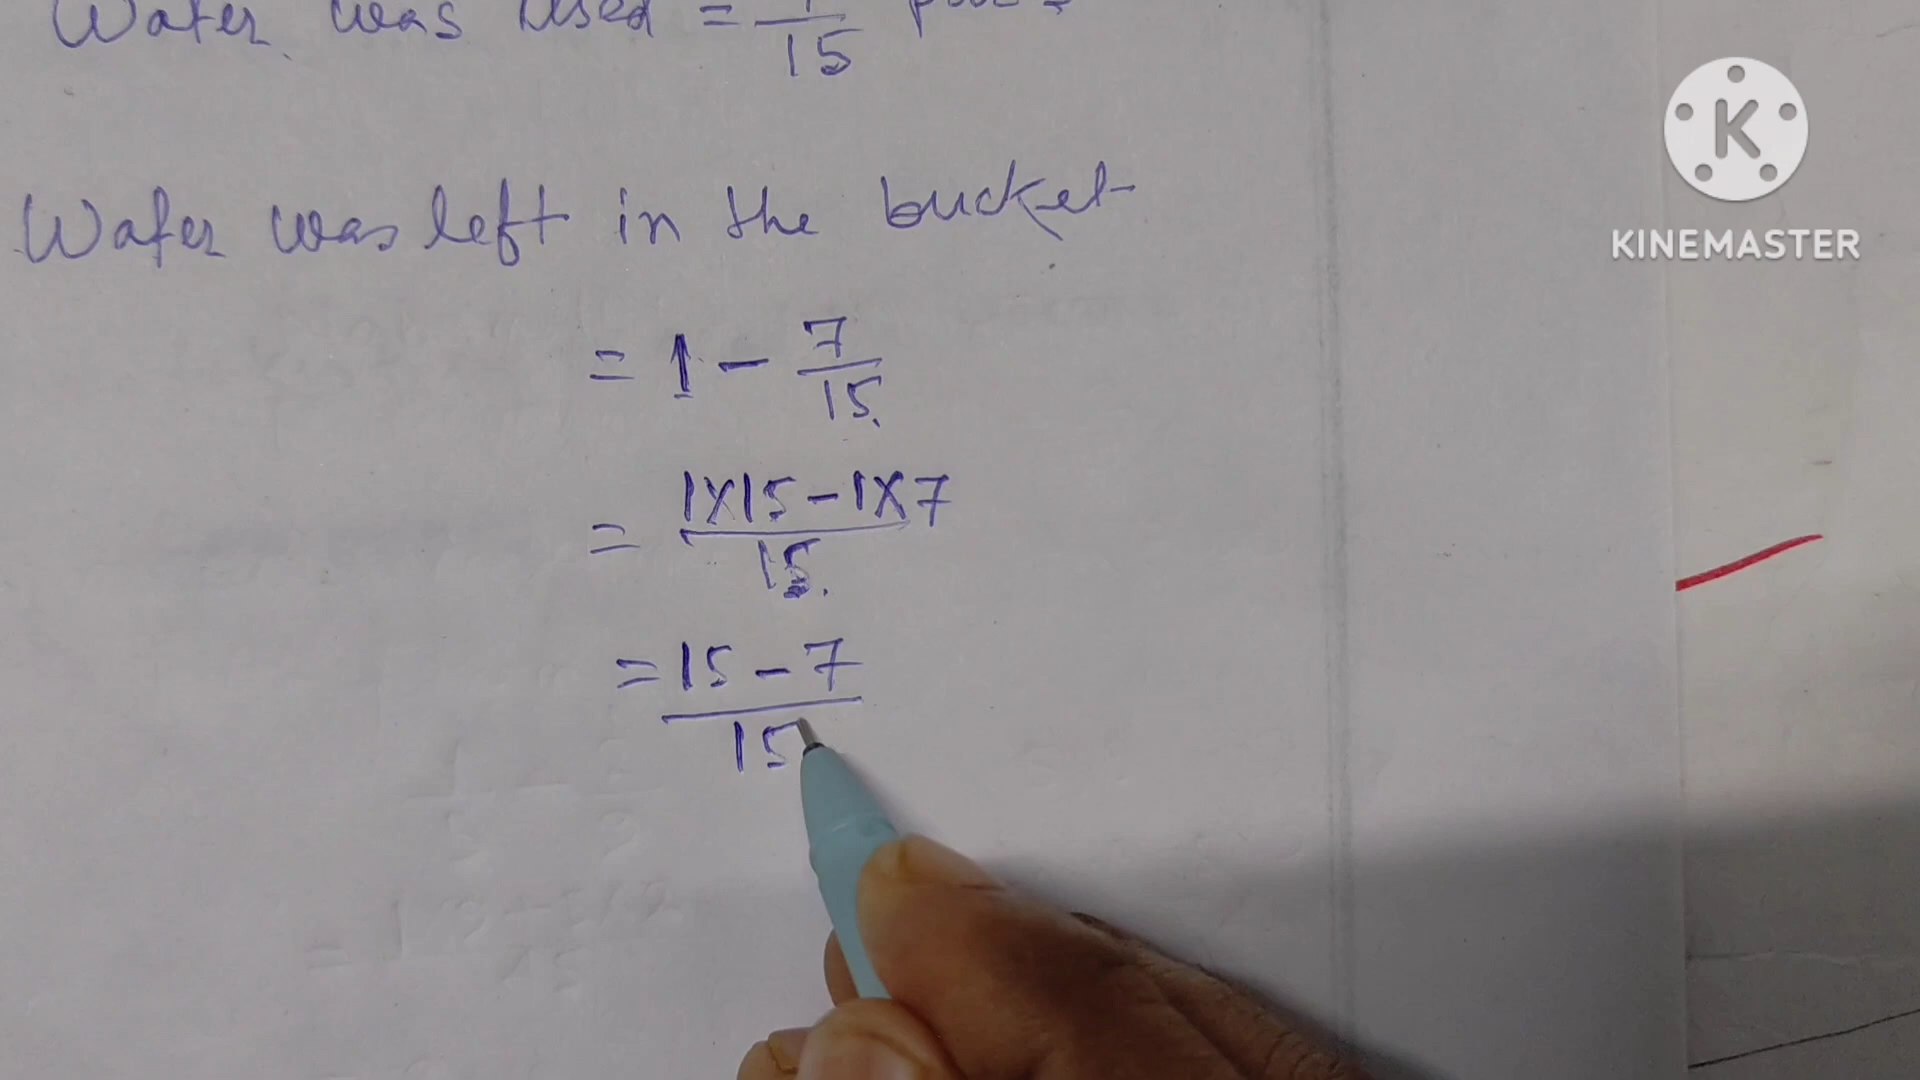 Water was used = 7/15
KINEMASTER
Water was left in the bucket
= 1 - 7/15
= 1×15-1×7/15
= 15-7/15